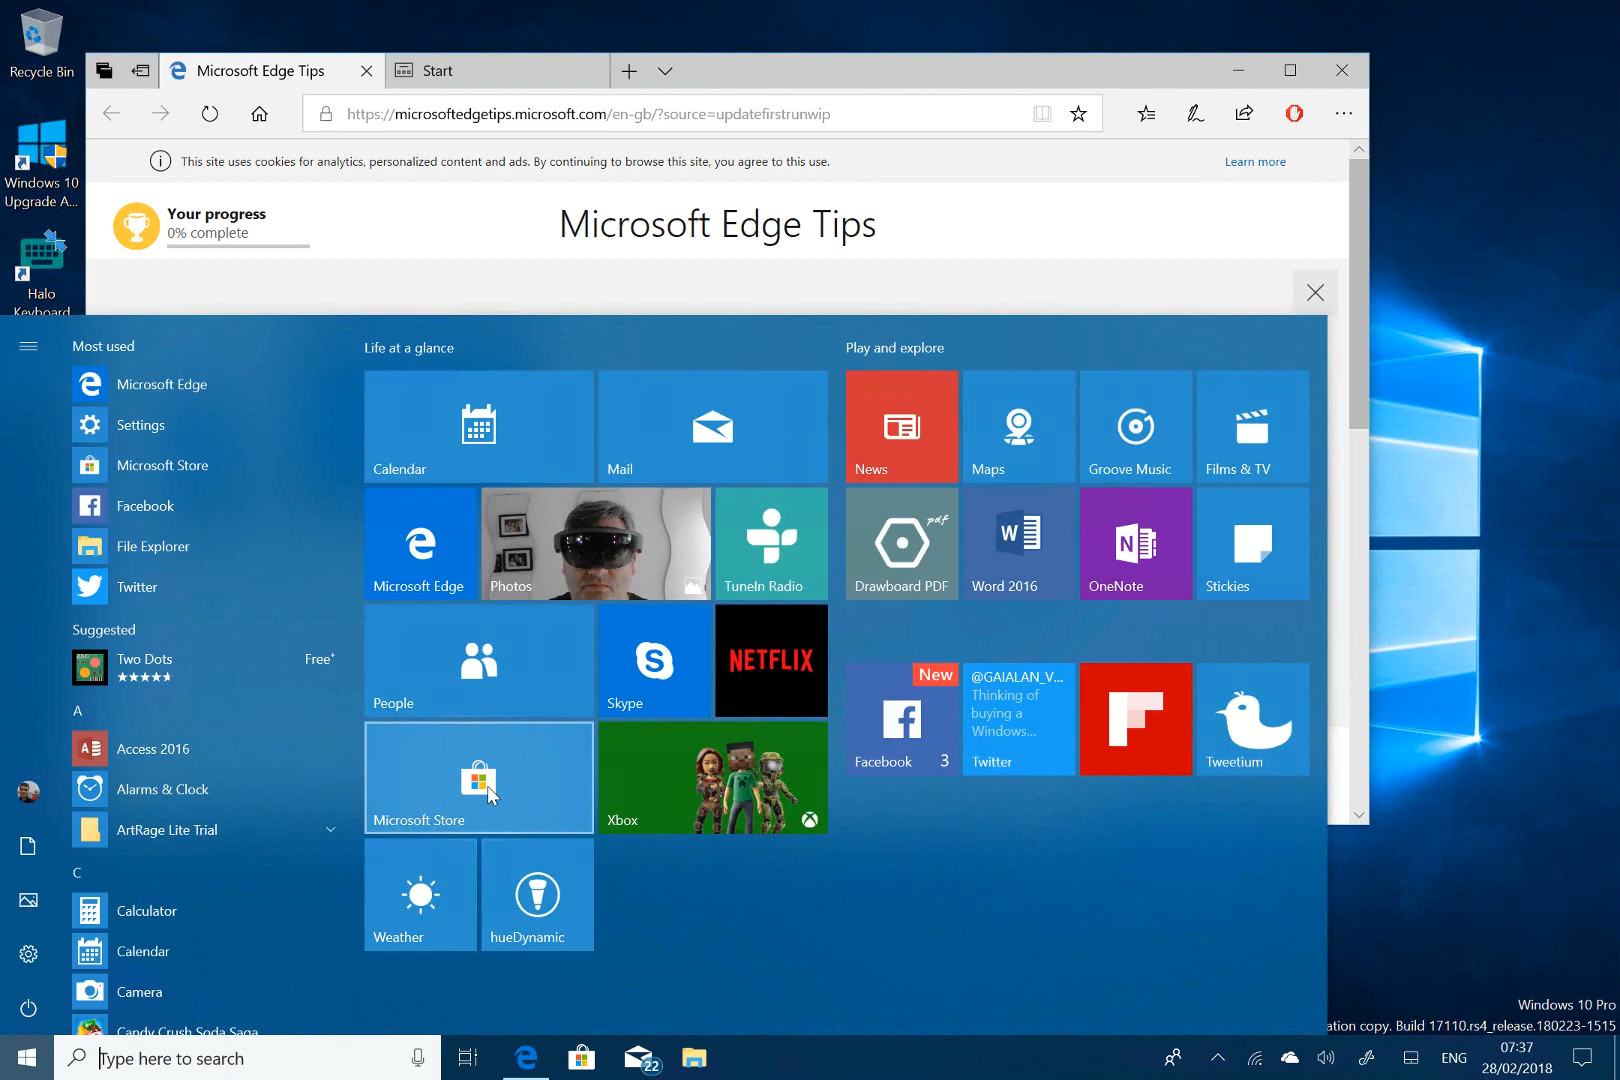 Recycle Bin
Windows 10
Upgrade A...
Halo
Keyboard
Microsoft Edge Tips
Start
https://microsoftedgetips.microsoft.com/en-gb/?source=updatefirstrunwip
This site uses cookies for analytics, personalized content and ads. By continuing to browse this site, you agree to this use.
Learn more
Your progress
0% complete
Microsoft Edge Tips
Most used
Microsoft Edge
Settings
Microsoft Store
Facebook
File Explorer
Twitter
Suggested
Two Dots
Free+
A
Access 2016
Alarms & Clock
ArtRage Lite Trial
C
Calculator
Calendar
Camera
Candy Crush Soda Saga
Life at a glance
Calendar
Mail
Microsoft Edge
Photos
TuneIn Radio
People
Skype
NETFLIX
Microsoft Store
Xbox
Weather
hueDynamic
Play and explore
News
Maps
Groove Music
Films & TV
pdf
Drawboard PDF
Word 2016
OneNote
Stickies
New
Facebook 3
@GAIALAN_V...
Thinking of
buying a
Windows...
Twitter
Tweetium
Windows 10 Pro
ation copy. Build 17110.rs4_release.180223-1515
Type here to search
22
ENG
07:37
28/02/2018